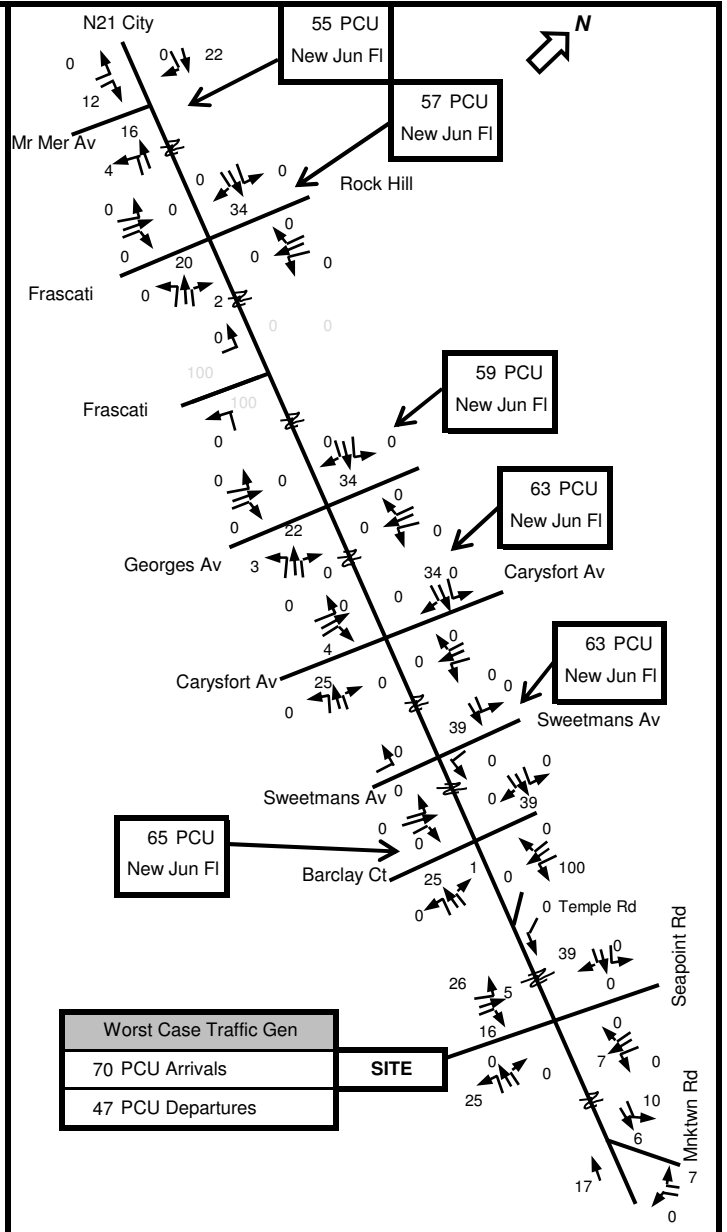 N21 City
55 PCU
New Jun Fl
N
0
0
22
12
57 PCU
New Jun Fl
Mr Mer Av
16
4
0
0
Rock Hill
0
0
34
0
0
20
0
0
Frascati
0
2
0
0
0
100
100
Frascati
0
59 PCU
New Jun Fl
0
0
0
0
34
0
0
22
0
0
Georges Av
3
0
63 PCU
New Jun Fl
34
0
Carysfort Av
0
0
0
4
0
0
Carysfort Av
25
0
0
0
0
0
63 PCU
New Jun Fl
39
Sweetmans Av
0
Sweetmans Av
0
0
0
0
39
0
0
65 PCU
New Jun Fl
Barclay Ct
25
1
0
0
100
0
0
Temple Rd
39
0
0
Seapoint Rd
26
5
16
Worst Case Traffic Gen
70 PCU Arrivals
47 PCU Departures
SITE
0
0
25
0
7
0
10
6
Mnktwn Rd
7
17
0